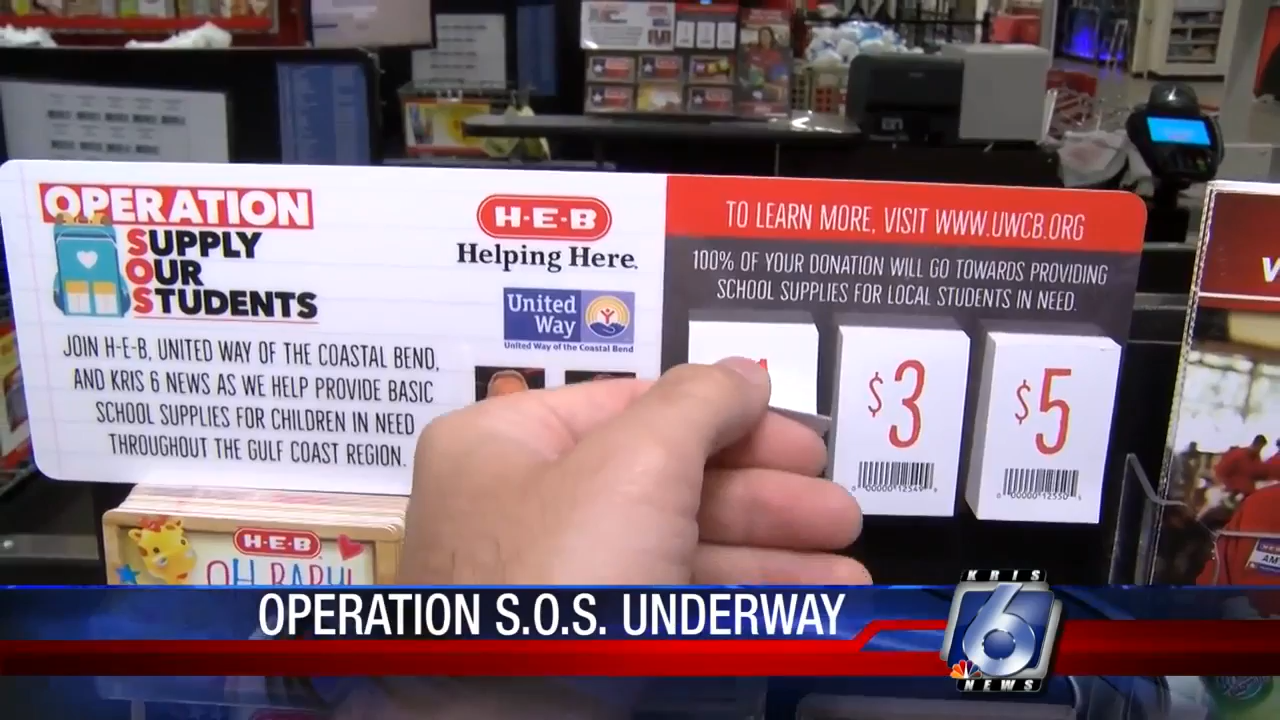 OPERATION
SUPPLY
OUR
STUDENTS
JOIN H-E-B, UNITED WAY OF THE COASTAL BEND,
AND KRIS 6 NEWS AS WE HELP PROVIDE BASIC
SCHOOL SUPPLIES FOR CHILDREN IN NEED
THROUGHOUT THE GULF COAST REGION.
H-E-B
Helping Here.
United
Way
United Way of the Coastal Bend
TO LEARN MORE, VISIT WWW.UWCB.ORG
100% OF YOUR DONATION WILL GO TOWARDS PROVIDING
SCHOOL SUPPLIES FOR LOCAL STUDENTS IN NEED.
$3
$5
H-E-B
OH BABY!
OPERATION S.O.S. UNDERWAY
KRIS
6
NEWS